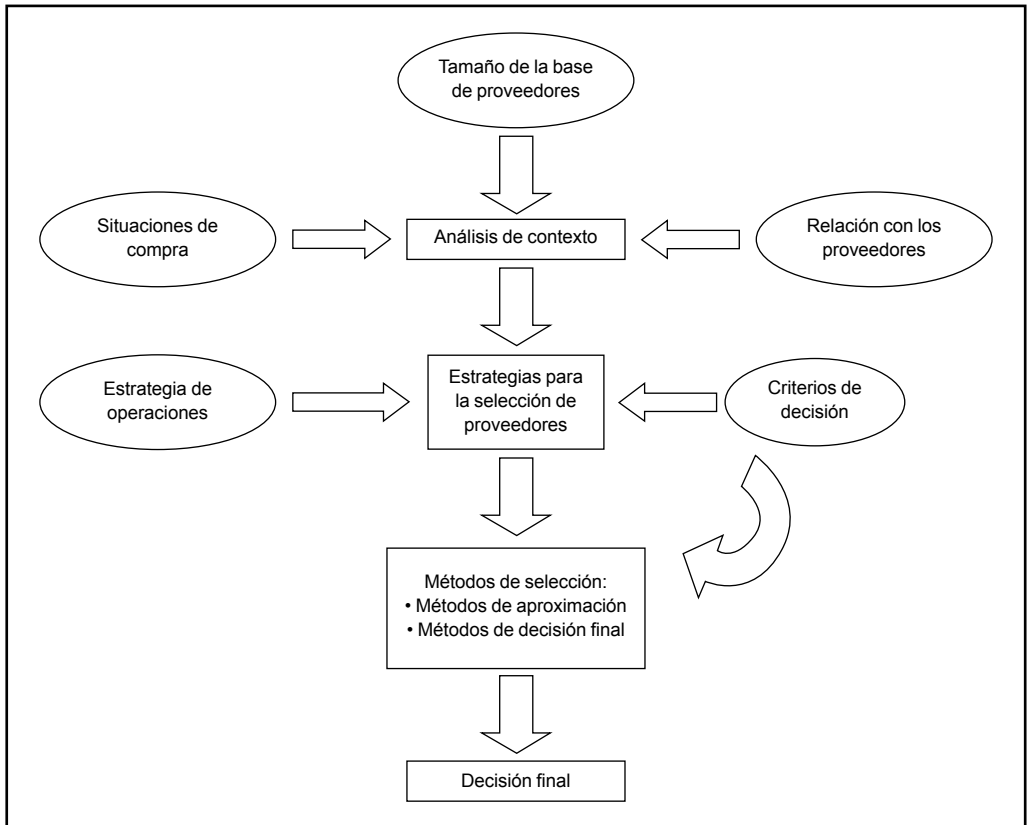 Tamaño de la base
de proveedores
Situaciones de
compra
Análisis de contexto
Relación con los
proveedores
Estrategia de
operaciones
Estrategias para
la selección de
proveedores
Criterios de
decisión
Métodos de selección:
• Métodos de aproximación
• Métodos de decisión final
Decisión final